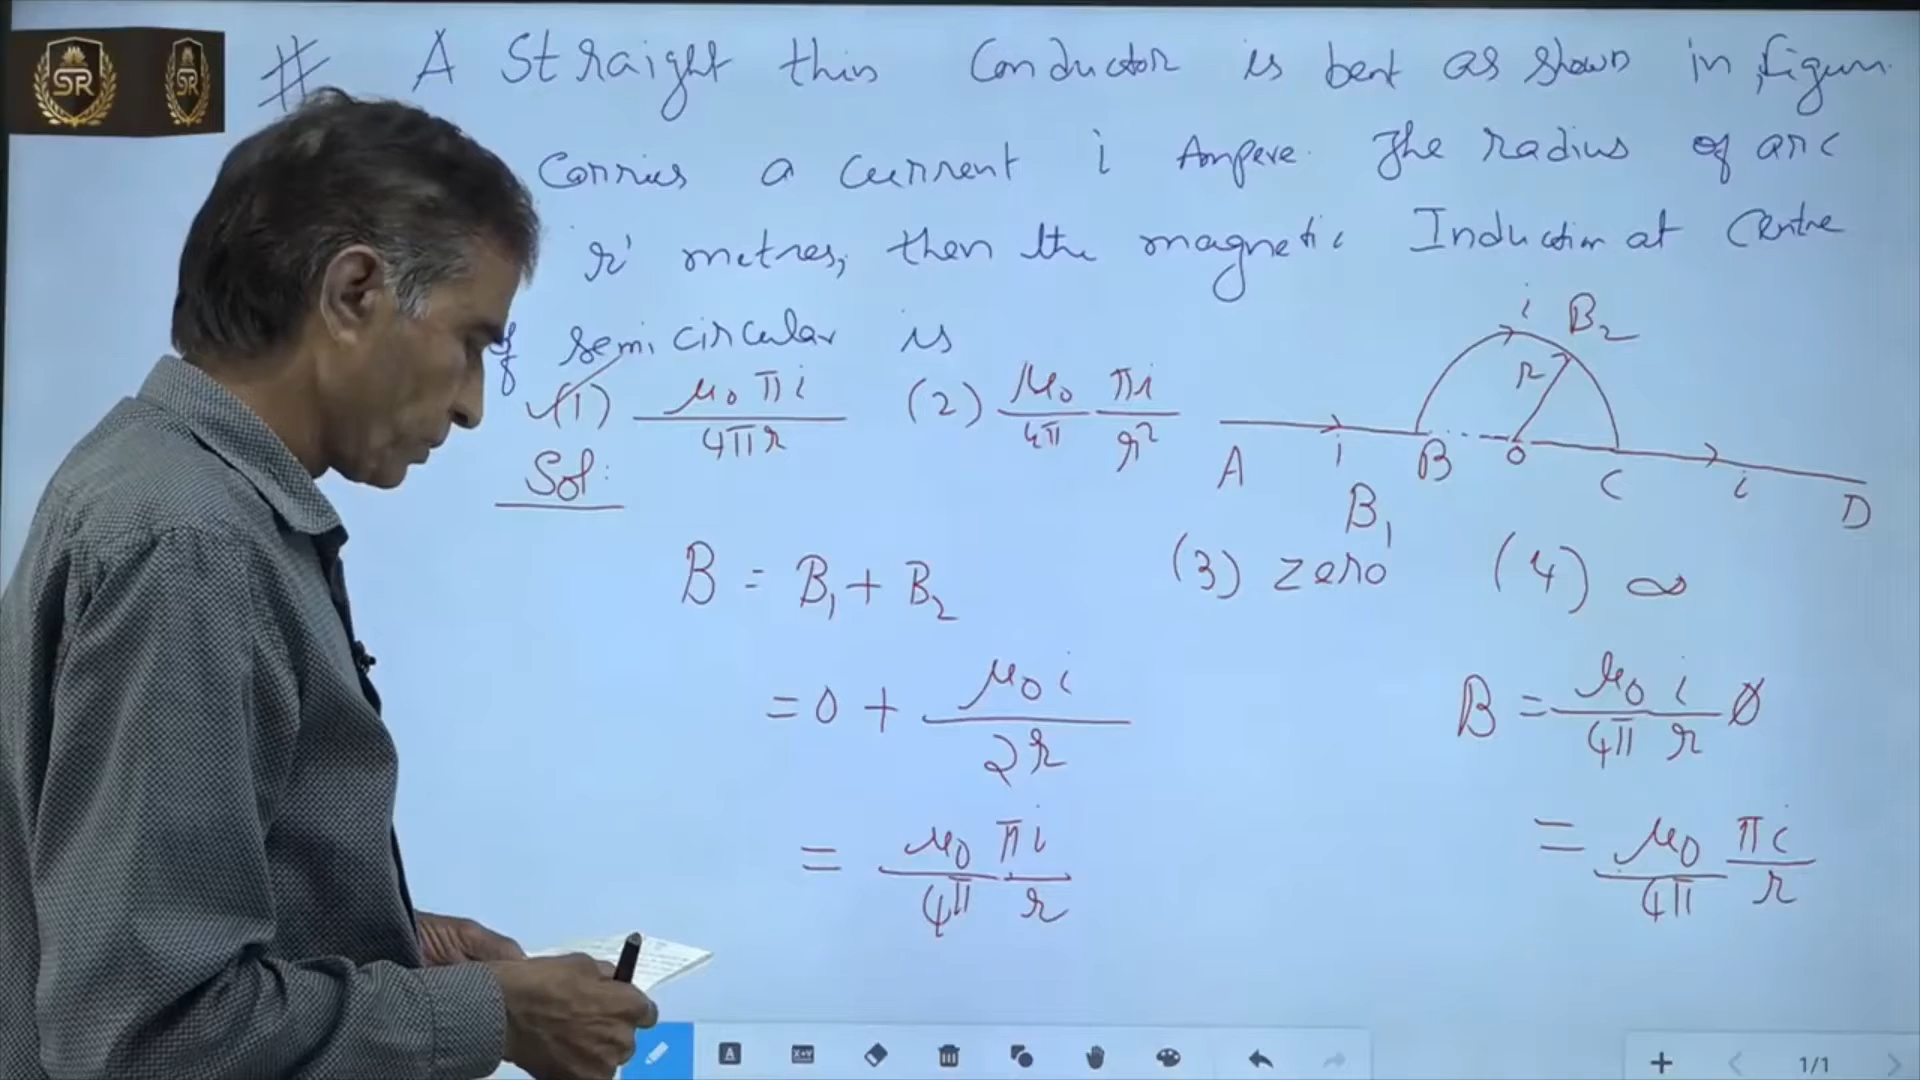 SR SR
# A Straight thin Conductor is bent as shown in figure
Carries a current i Ampere. The radius of arc
'r' metres, then the magnetic Induction at Centre
of semicircular is
(1) μ₀πi/4πr (2) μ₀/4π πi/r²
i B₂
r
A i B o C i D
B₁
Sol:
(3) zero (4) ∞
B = B₁ + B₂
= 0 + μ₀i/2r
= μ₀/4π πi/r
B = μ₀/4π i/r Ø
= μ₀/4π πi/r
A
X+Y
1/1